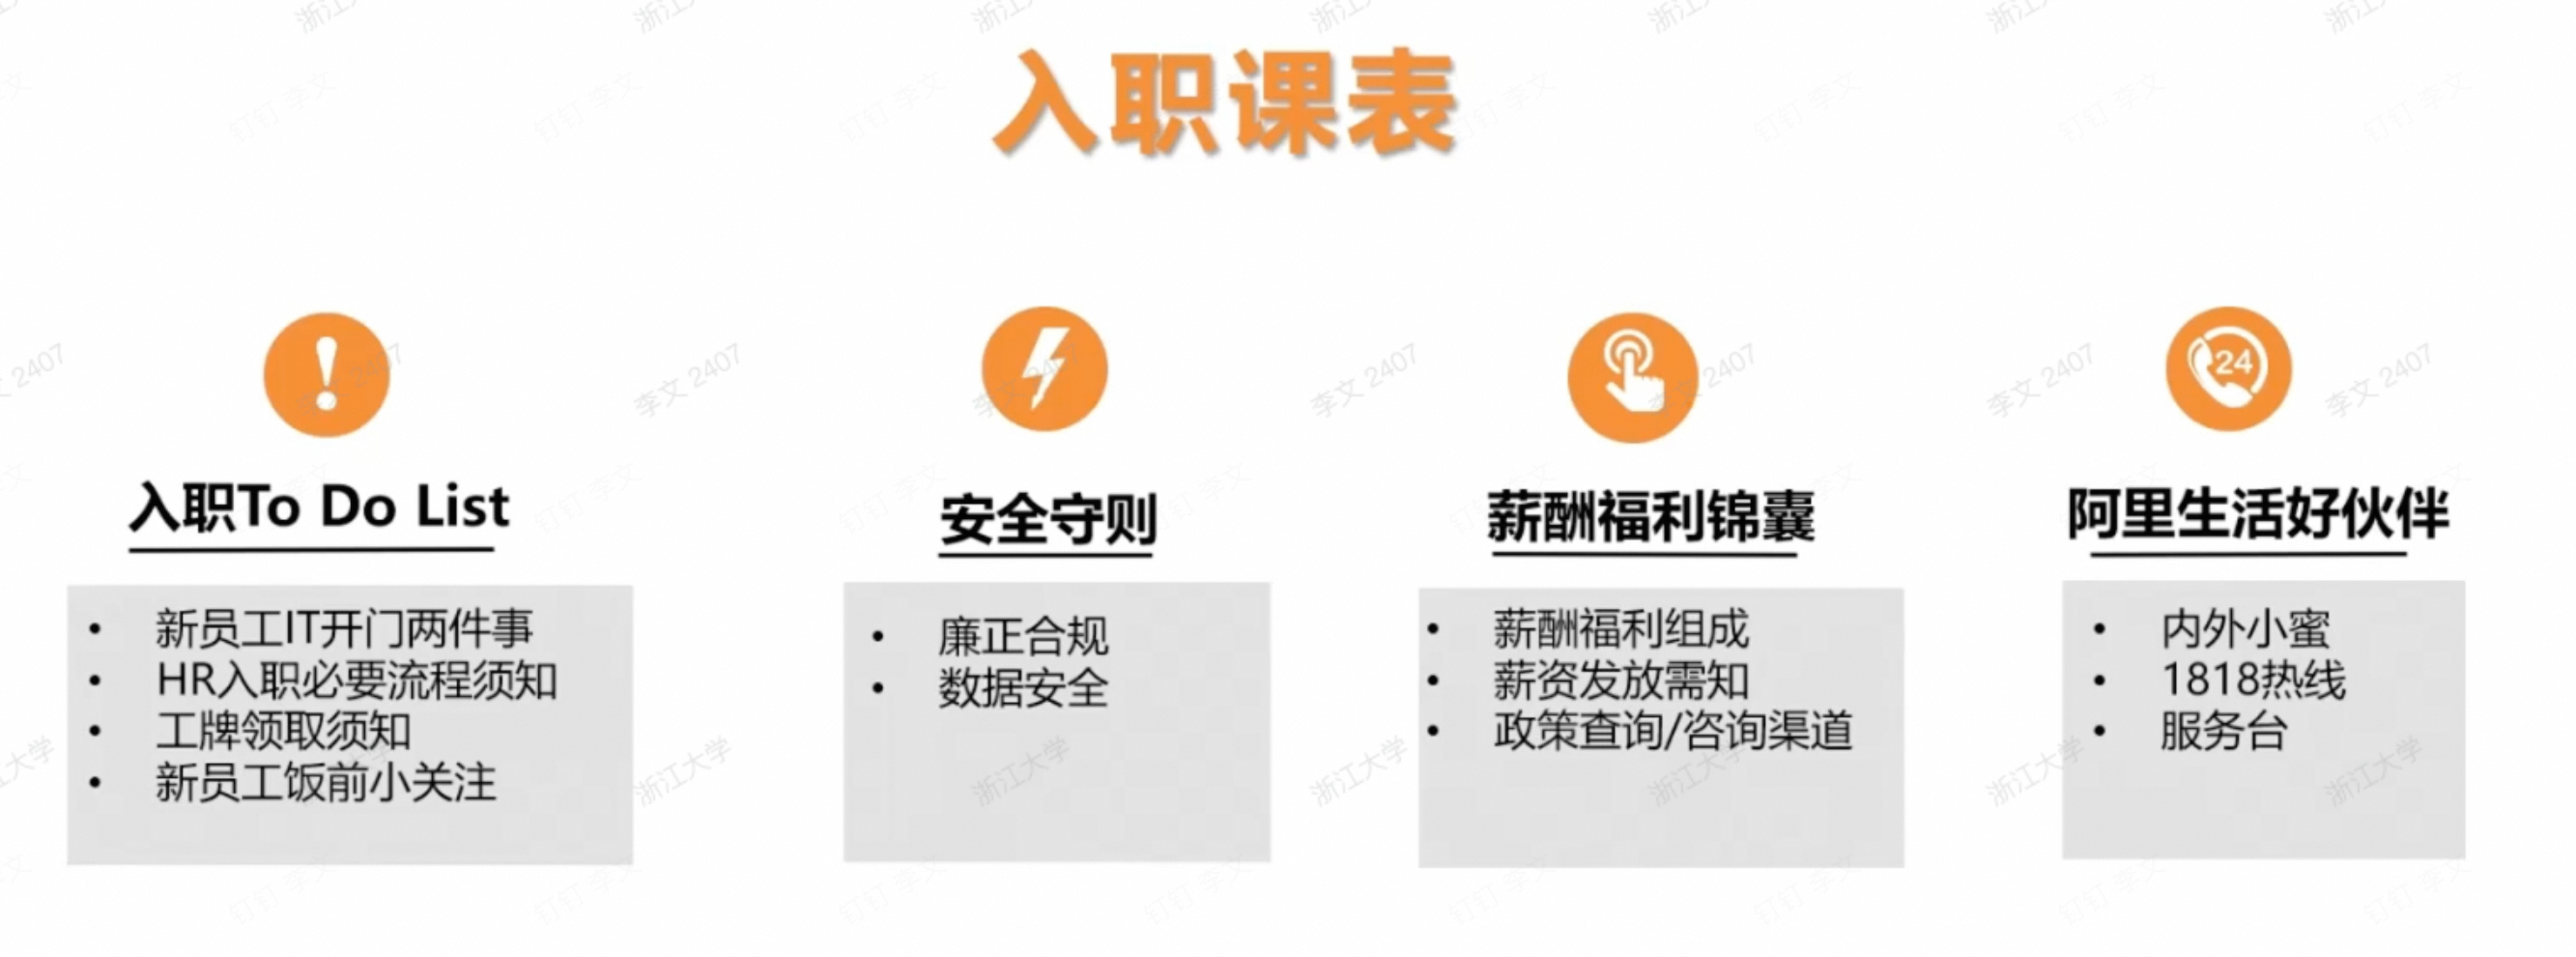 入职课表
入职To Do List
新员工IT开门两件事
HR入职必要流程须知
工牌领取须知
新员工饭前小关注
安全守则
廉正合规
数据安全
薪酬福利锦囊
薪酬福利组成
薪资发放需知
政策查询/咨询渠道
24
阿里生活好伙伴
内外小蜜
1818热线
服务台
浙江大学
钉钉 李文
李文 2407